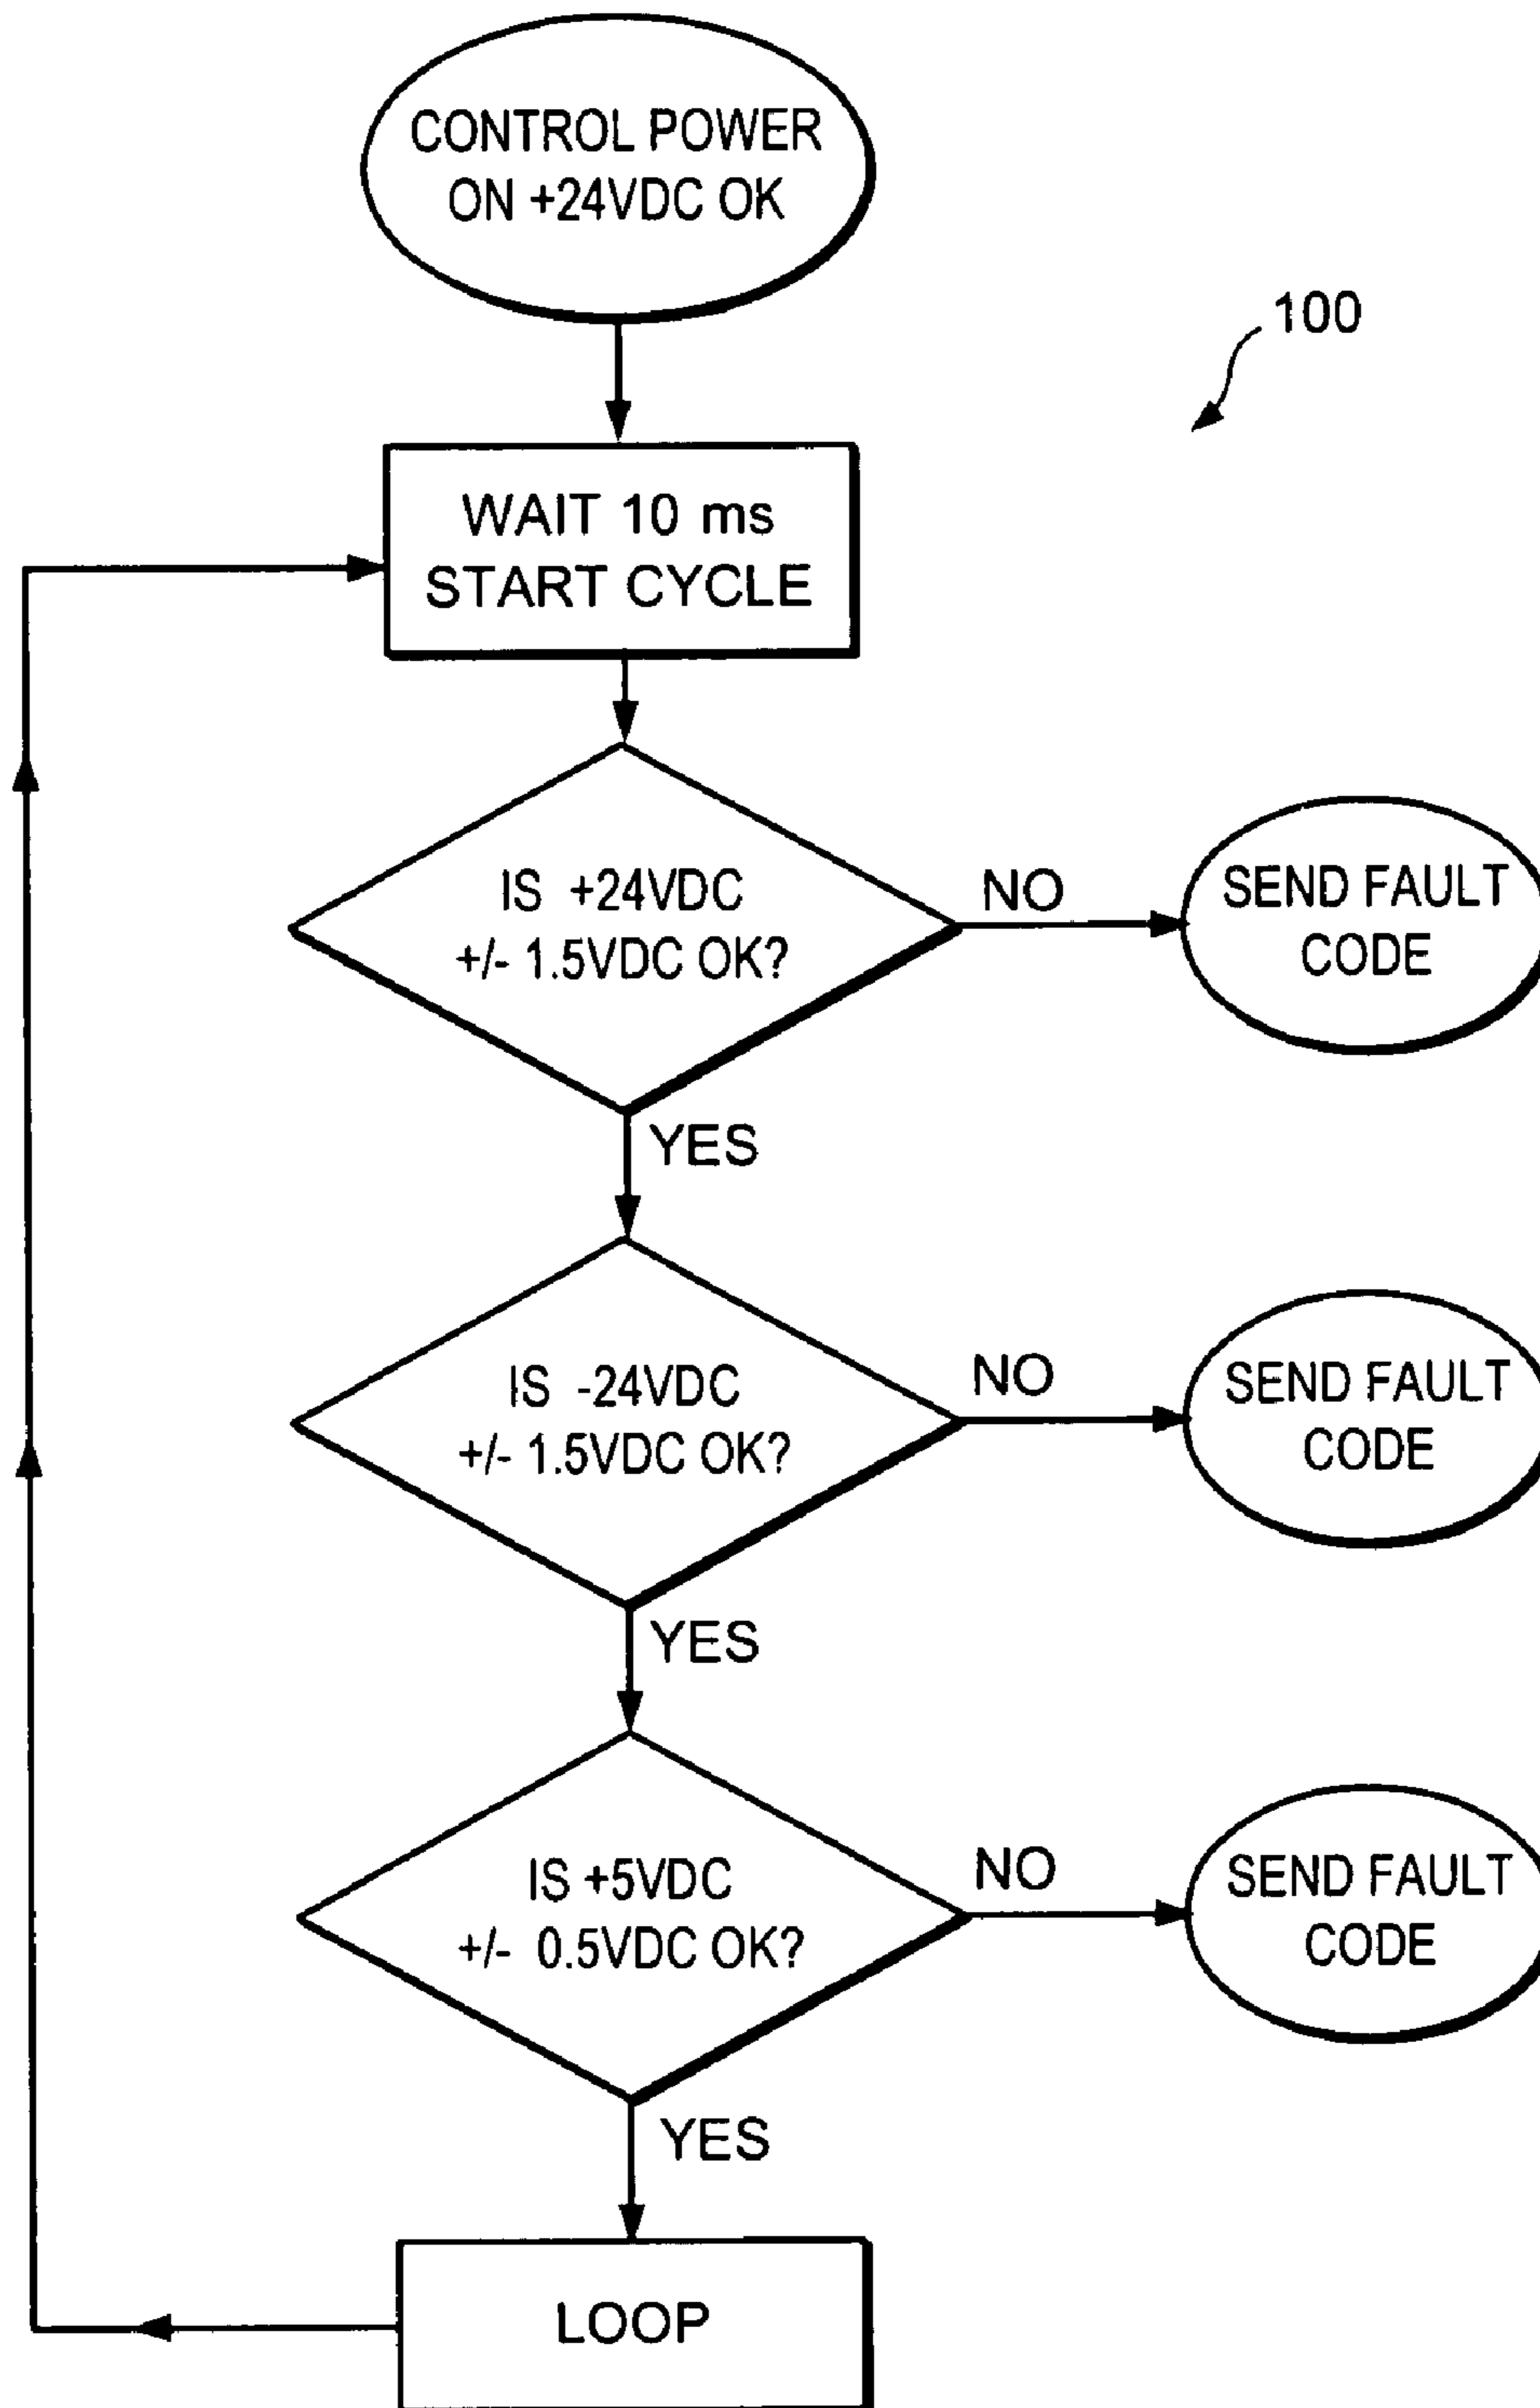 CONTROL POWER
ON +24VDC OK
100
WAIT 10 ms
START CYCLE
IS +24VDC
+/- 1.5VDC OK?
NO
SEND FAULT
CODE
YES
IS -24VDC
+/- 1.5VDC OK?
NO
SEND FAULT
CODE
YES
IS +5VDC
+/- 0.5VDC OK?
NO
SEND FAULT
CODE
YES
LOOP